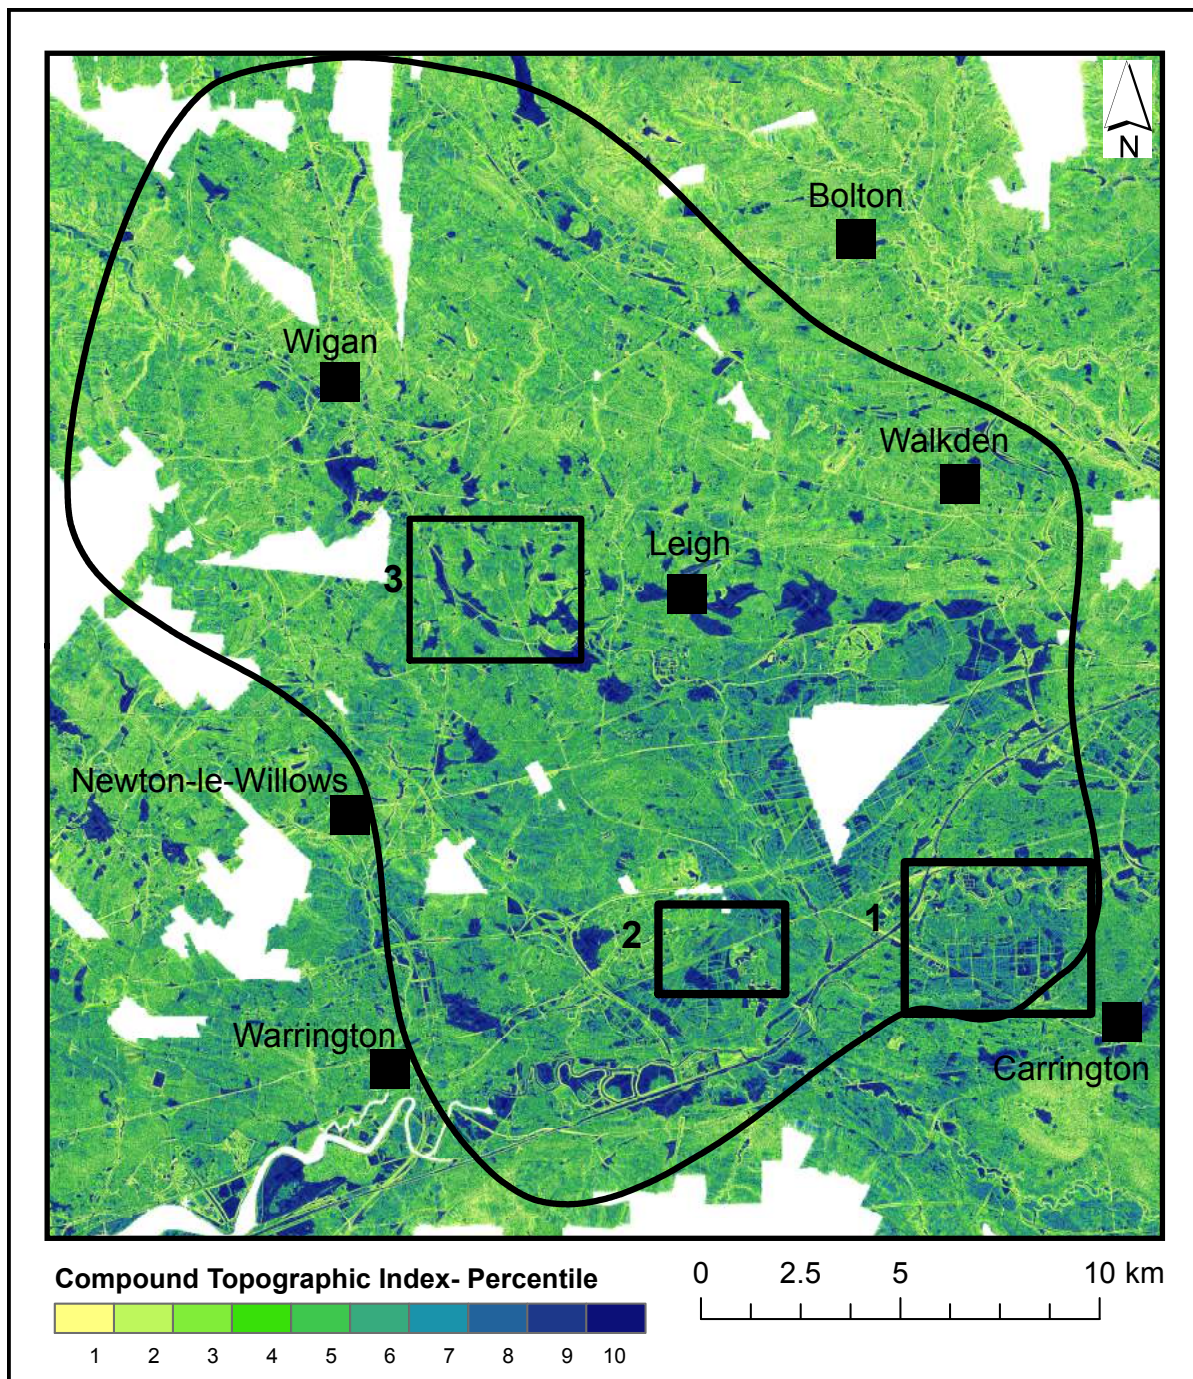 N
Bolton
Wigan
Walkden
Leigh
3
Newton-le-Willows
1
2
Warrington
Carrington
Compound Topographic Index- Percentile
1 2 3 4 5 6 7 8 9 10
0 2.5 5 10 km